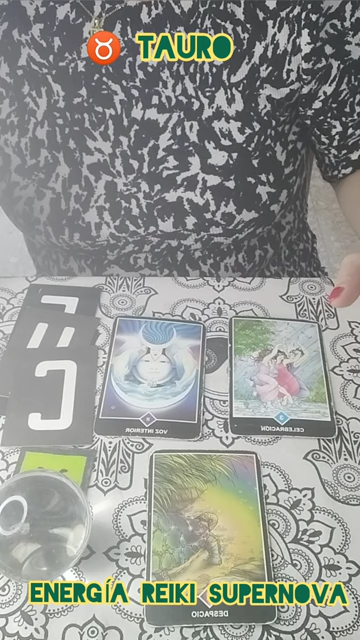 ♉ TAURO
VOZ INTERIOR
CELEBRACIÓN
DESPACIO
ENERGÍA REIKI SUPERNOVA